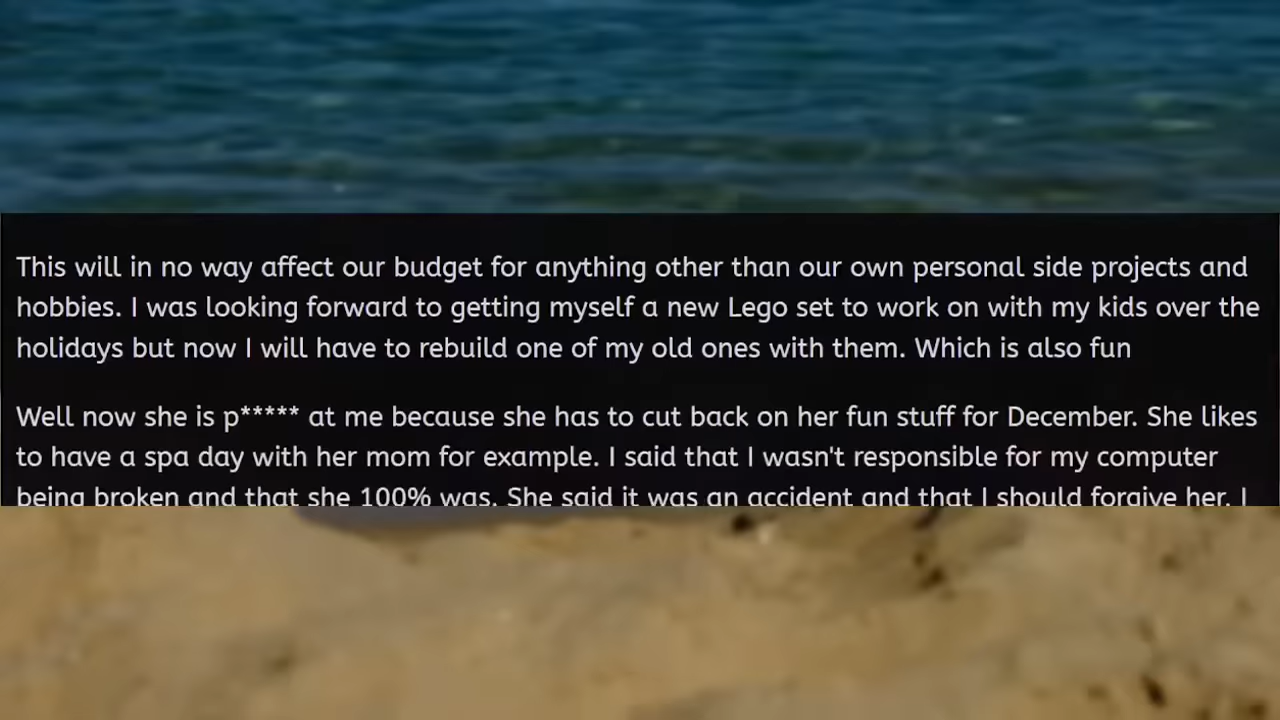 This will in no way affect our budget for anything other than our own personal side projects and
hobbies. I was looking forward to getting myself a new Lego set to work on with my kids over the
holidays but now I will have to rebuild one of my old ones with them. Which is also fun
Well now she is p***** at me because she has to cut back on her fun stuff for December. She likes
to have a spa day with her mom for example. I said that I wasn't responsible for my computer
being broken and that she 100% was. She said it was an accident and that I should forgive her. I